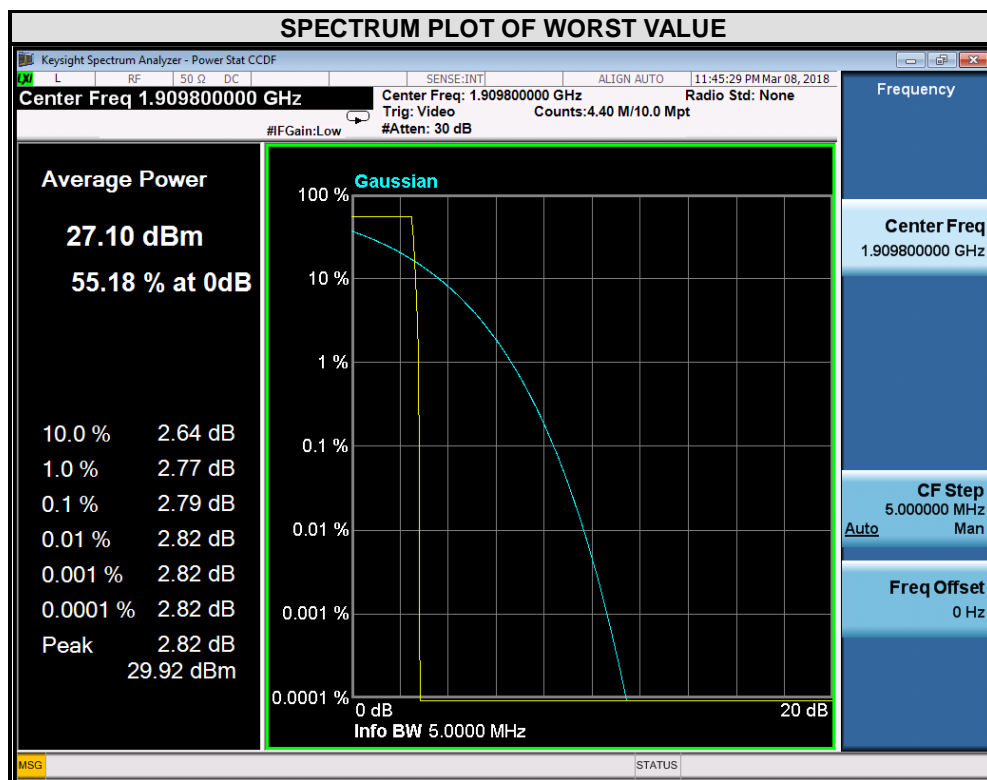 SPECTRUM PLOT OF WORST VALUE
Keysight Spectrum Analyzer - Power Stat CCDF
LXI L RF 50 Ω DC SENSE:INT ALIGN AUTO 11:45:29 PM Mar 08, 2018
Center Freq 1.909800000 GHz
#IFGain:Low
Center Freq: 1.909800000 GHz Radio Std: None
Trig: Video Counts:4.40 M/10.0 Mpt
#Atten: 30 dB
Average Power
27.10 dBm
55.18 % at 0dB
10.0 % 2.64 dB
1.0 % 2.77 dB
0.1 % 2.79 dB
0.01 % 2.82 dB
0.001 % 2.82 dB
0.0001 % 2.82 dB
Peak 2.82 dB
29.92 dBm
Gaussian
100 %
10 %
1 %
0.1 %
0.01 %
0.001 %
0.0001 %
0 dB 20 dB
Info BW 5.0000 MHz
Frequency
Center Freq
1.909800000 GHz
CF Step
5.000000 MHz
Auto Man
Freq Offset
0 Hz
MSG STATUS